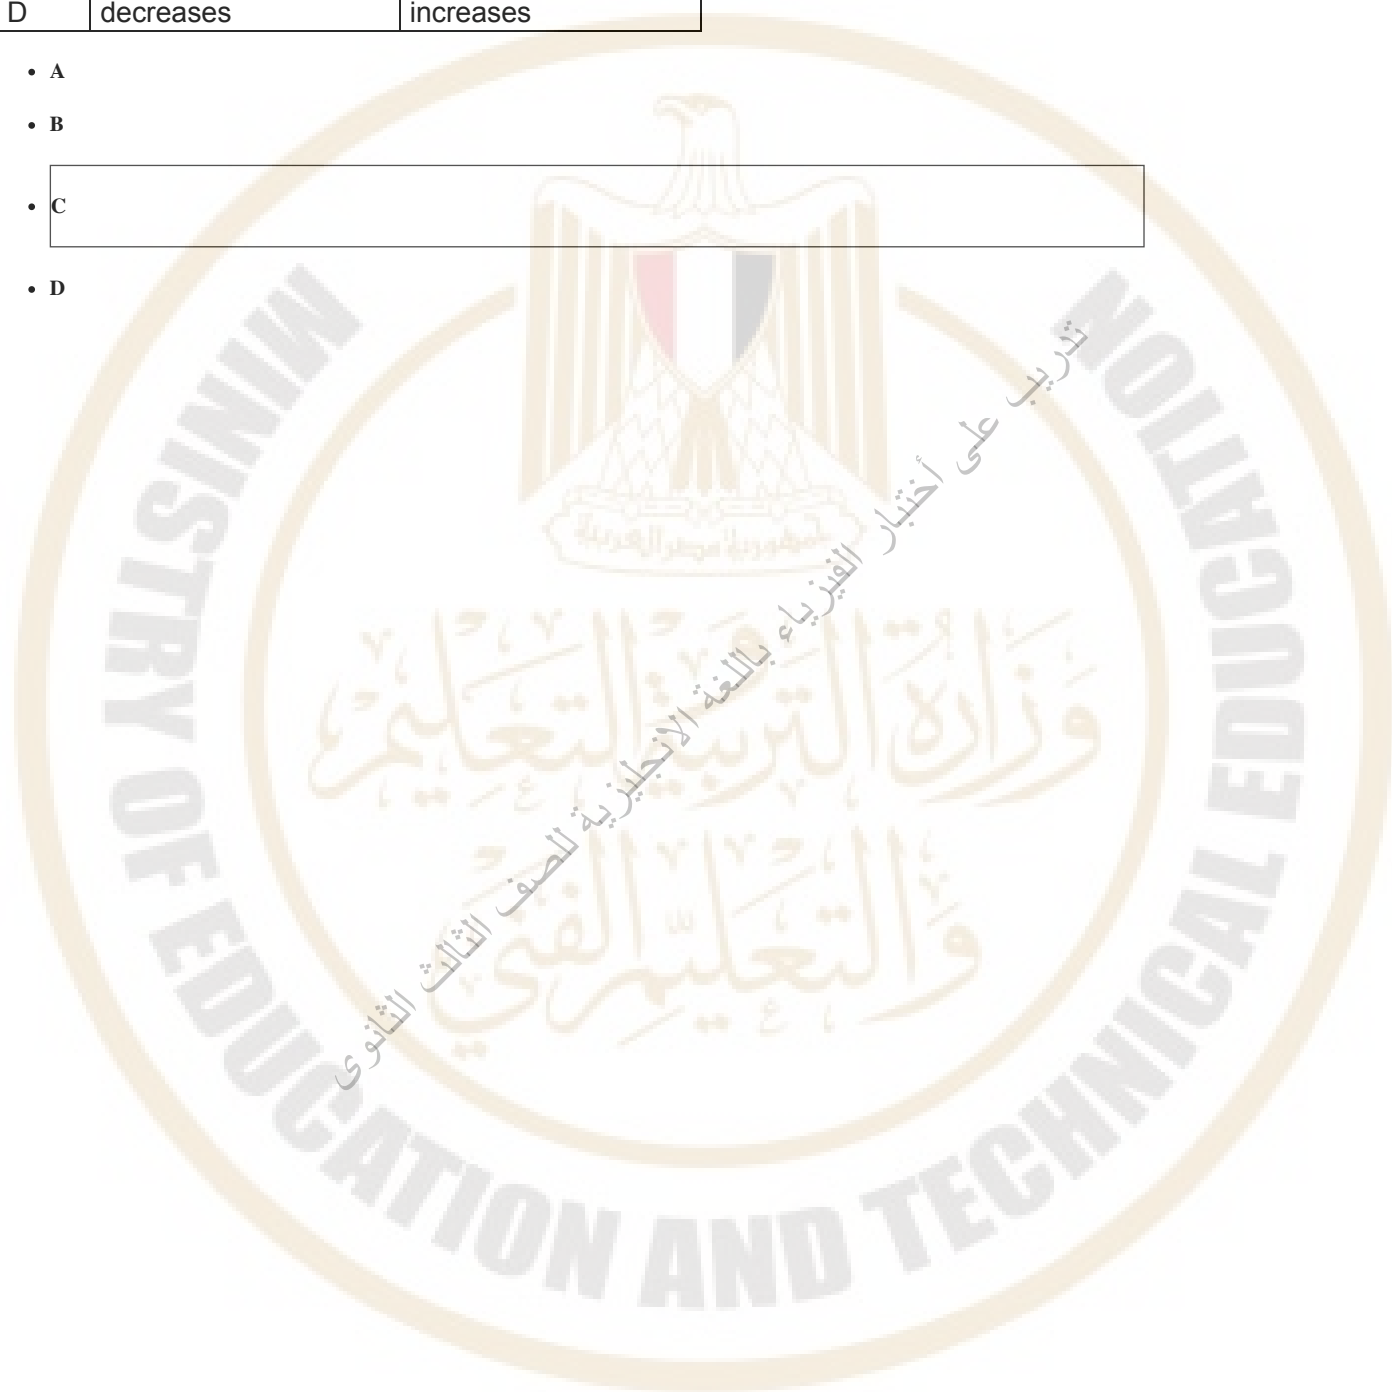 D decreases increases
• A
• B
• C
• D
جمهورية مصر العربية
MINISTRY OF EDUCATION AND TECHNICAL EDUCATION
تدريب على أختبار الفيزياء باللغة الانجليزية للصف الثالث الثانوى
وزارة التربية والتعليم
والتعليم الفني